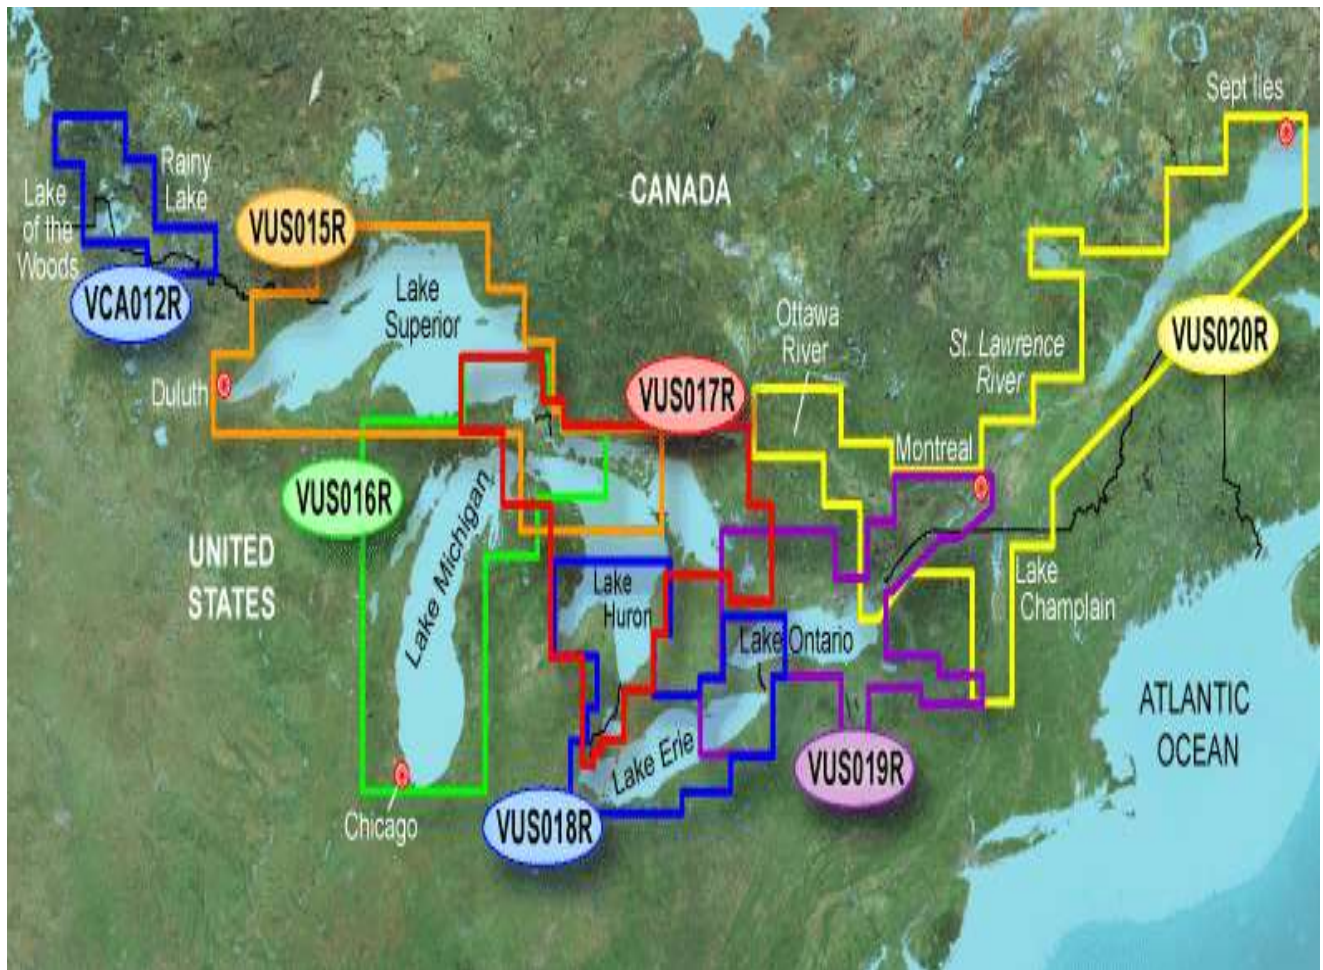 Sept Iles
Rainy
Lake
CANADA
Lake
of the
Woods
VUS015R
VCA012R
Lake
Superior
Ottawa
River
St. Lawrence
River
VUS020R
Duluth
VUS017R
Montreal
VUS016R
Lake Michigan
UNITED
STATES
Lake
Huron
Lake
Champlain
Lake Ontario
ATLANTIC
OCEAN
Lake Erie
VUS019R
Chicago
VUS018R